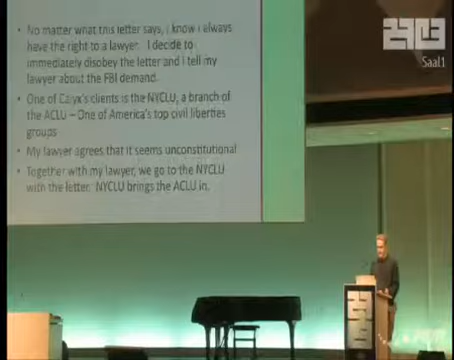 • No matter what this letter says, i know i always
have the right to a lawyer. I decide to
immediately disobey the letter and i tell my
lawyer about the FBI demand.
• One of Calyx's clients is the NYCLU, a branch of
the ACLU – One of America's top civil liberties
groups
• My lawyer agrees that it seems unconstitutional
• Together with my lawyer, we go to the NYCLU
with the letter. NYCLU brings the ACLU in.
Saal1